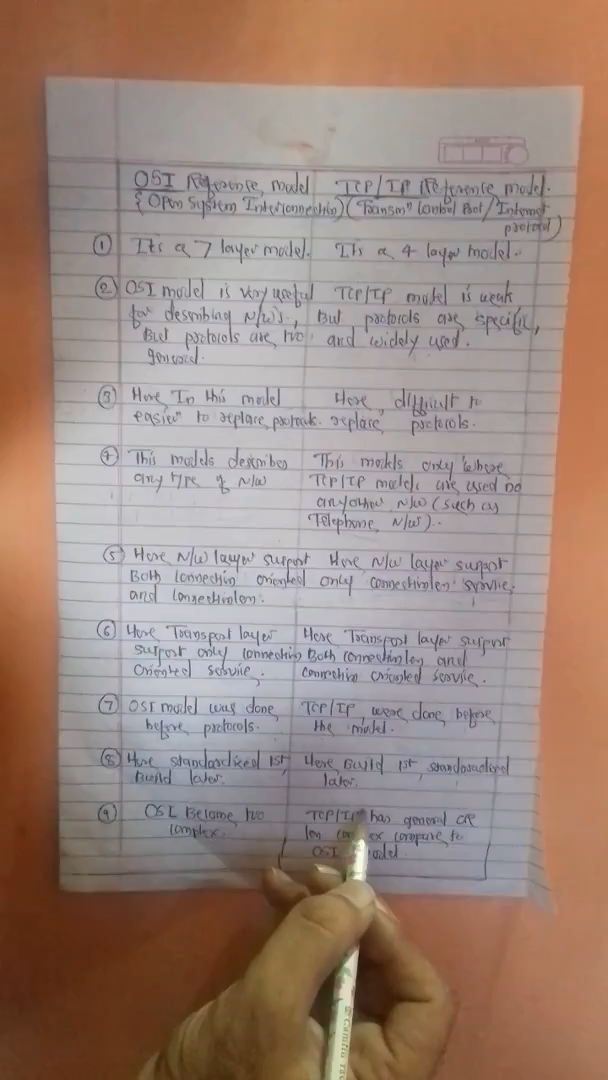 OSI Reference model
TCP/IP Reference model.
{Open System Interconnection)
(Transmⁿ Control Prot/Internet
protocol)
① Its a 7 layer model.
It's a 4 layer model.
② OSI model is very useful
for describing N/w's,
But protocols are too
general.
TCP/IP model is weak,
But protocols are specific,
and widely used.
③ Here In this model
easier to replace protocols.
Here, difficult to
replace protocols.
④ This models describes
any type of N/w
This models only where
TCP/IP models are used no
any other N/w (such as
Telephone N/w).
⑤ Here N/w layer support
Both connection oriented
and connectionless.
Here N/w layer support
only connectionless service.
⑥ Here Transport layer
support only connection
oriented service.
Here Transport layer support
Both connectionless and
connection oriented service.
⑦ OSI model was done
before protocols.
TCP/IP were done before
the model.
⑧ Here standardized 1st,
Build later.
Here Build 1st, standardized
later.
⑨ OSI Become too
complex.
TCP/IP has general
less compare to
OSI model.